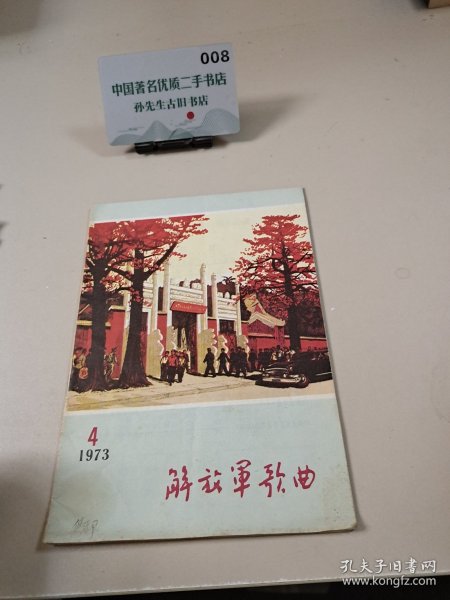 008
中国著名优质二手书店
孙先生古旧书店
4
1973
解放军歌曲
孔夫子旧书网
www.kongfz.com